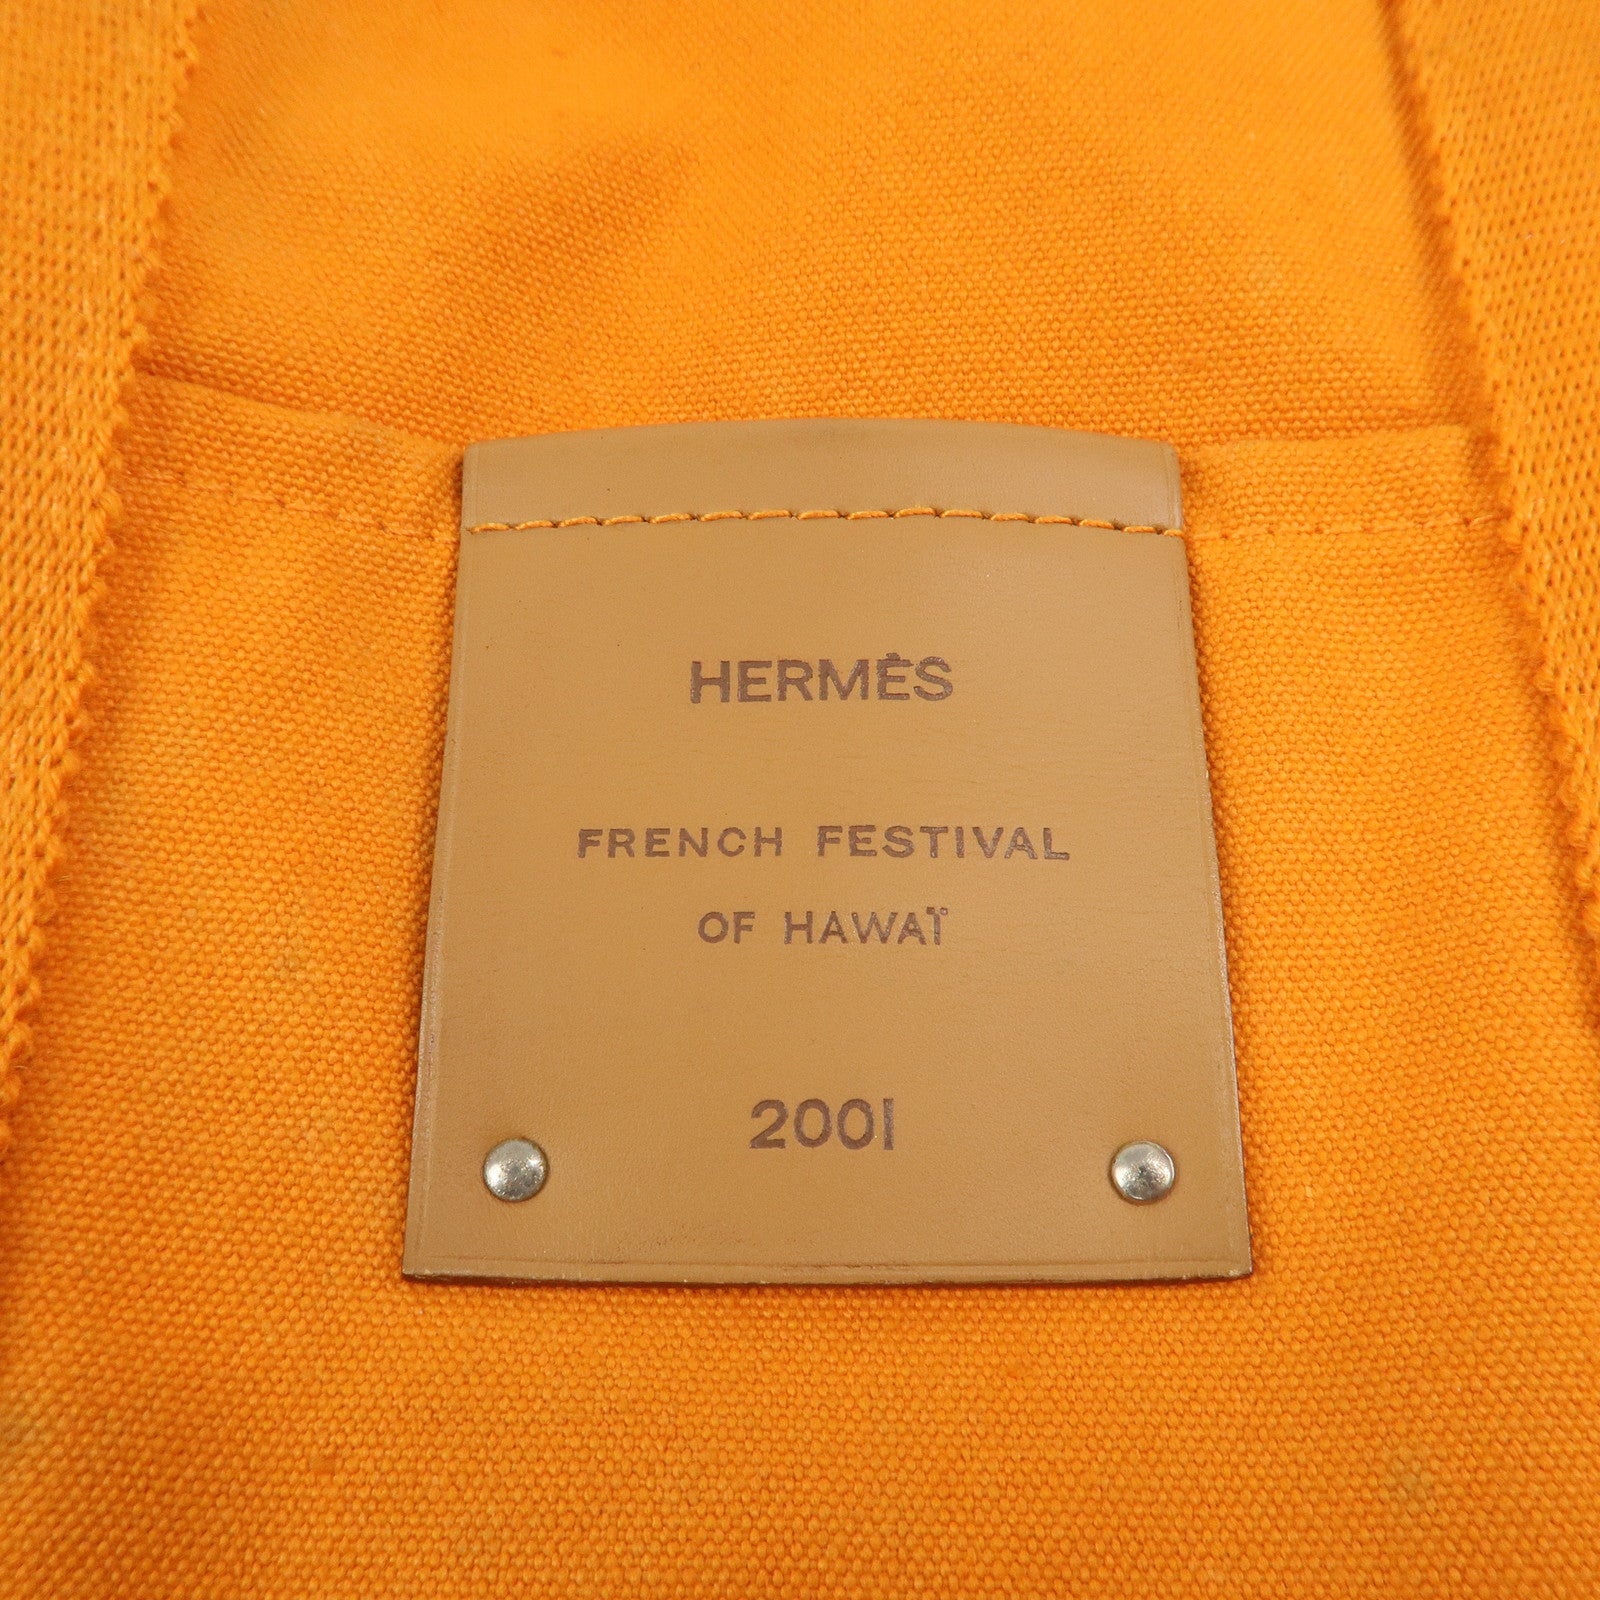 HERMÈS
FRENCH FESTIVAL
OF HAWAÏ
2001